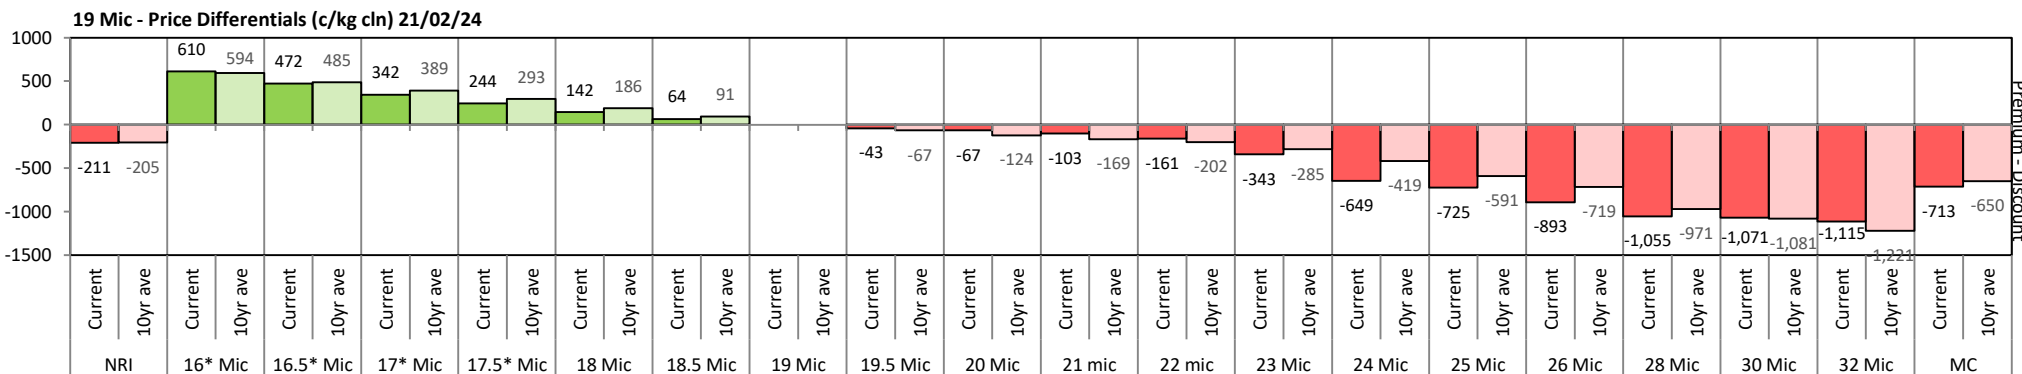 19 Mic - Price Differentials (c/kg cln) 21/02/24
1000
500
0
-500
-1000
-1500
610 594 472 485 342 389 244 293 142 186 64 91
-211 -205 -43 -67 -67 -124 -103 -169 -161 -202 -343 -285 -649 -419 -725 -591 -893 -719 -1,055 -971 -1,071 -1,081 -1,115 -1,221 -713 -650
Premium - Discount
Current 10yr ave Current 10yr ave Current 10yr ave Current 10yr ave Current 10yr ave Current 10yr ave Current 10yr ave Current 10yr ave Current 10yr ave Current 10yr ave Current 10yr ave Current 10yr ave Current 10yr ave Current 10yr ave Current 10yr ave Current 10yr ave Current 10yr ave Current 10yr ave Current 10yr ave Current 10yr ave
NRI 16* Mic 16.5* Mic 17* Mic 17.5* Mic 18 Mic 18.5 Mic 19 Mic 19.5 Mic 20 Mic 21 mic 22 mic 23 Mic 24 Mic 25 Mic 26 Mic 28 Mic 30 Mic 32 Mic MC